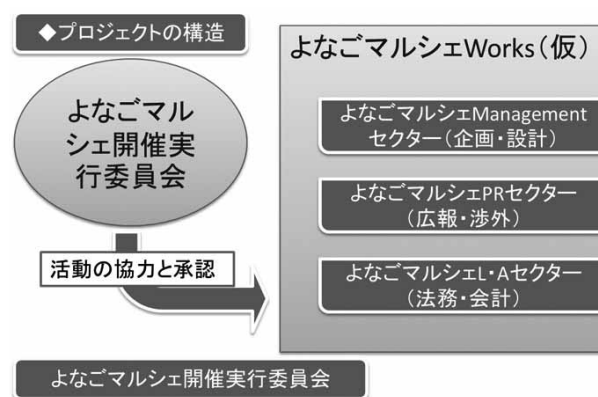 ◆プロジェクトの構造
よなごマル
シェ開催実
行委員会
活動の協力と承認
よなごマルシェWorks(仮)
よなごマルシェManagement
セクター(企画・設計)
よなごマルシェPRセクター
(広報・渉外)
よなごマルシェL・Aセクター
(法務・会計)
よなごマルシェ開催実行委員会